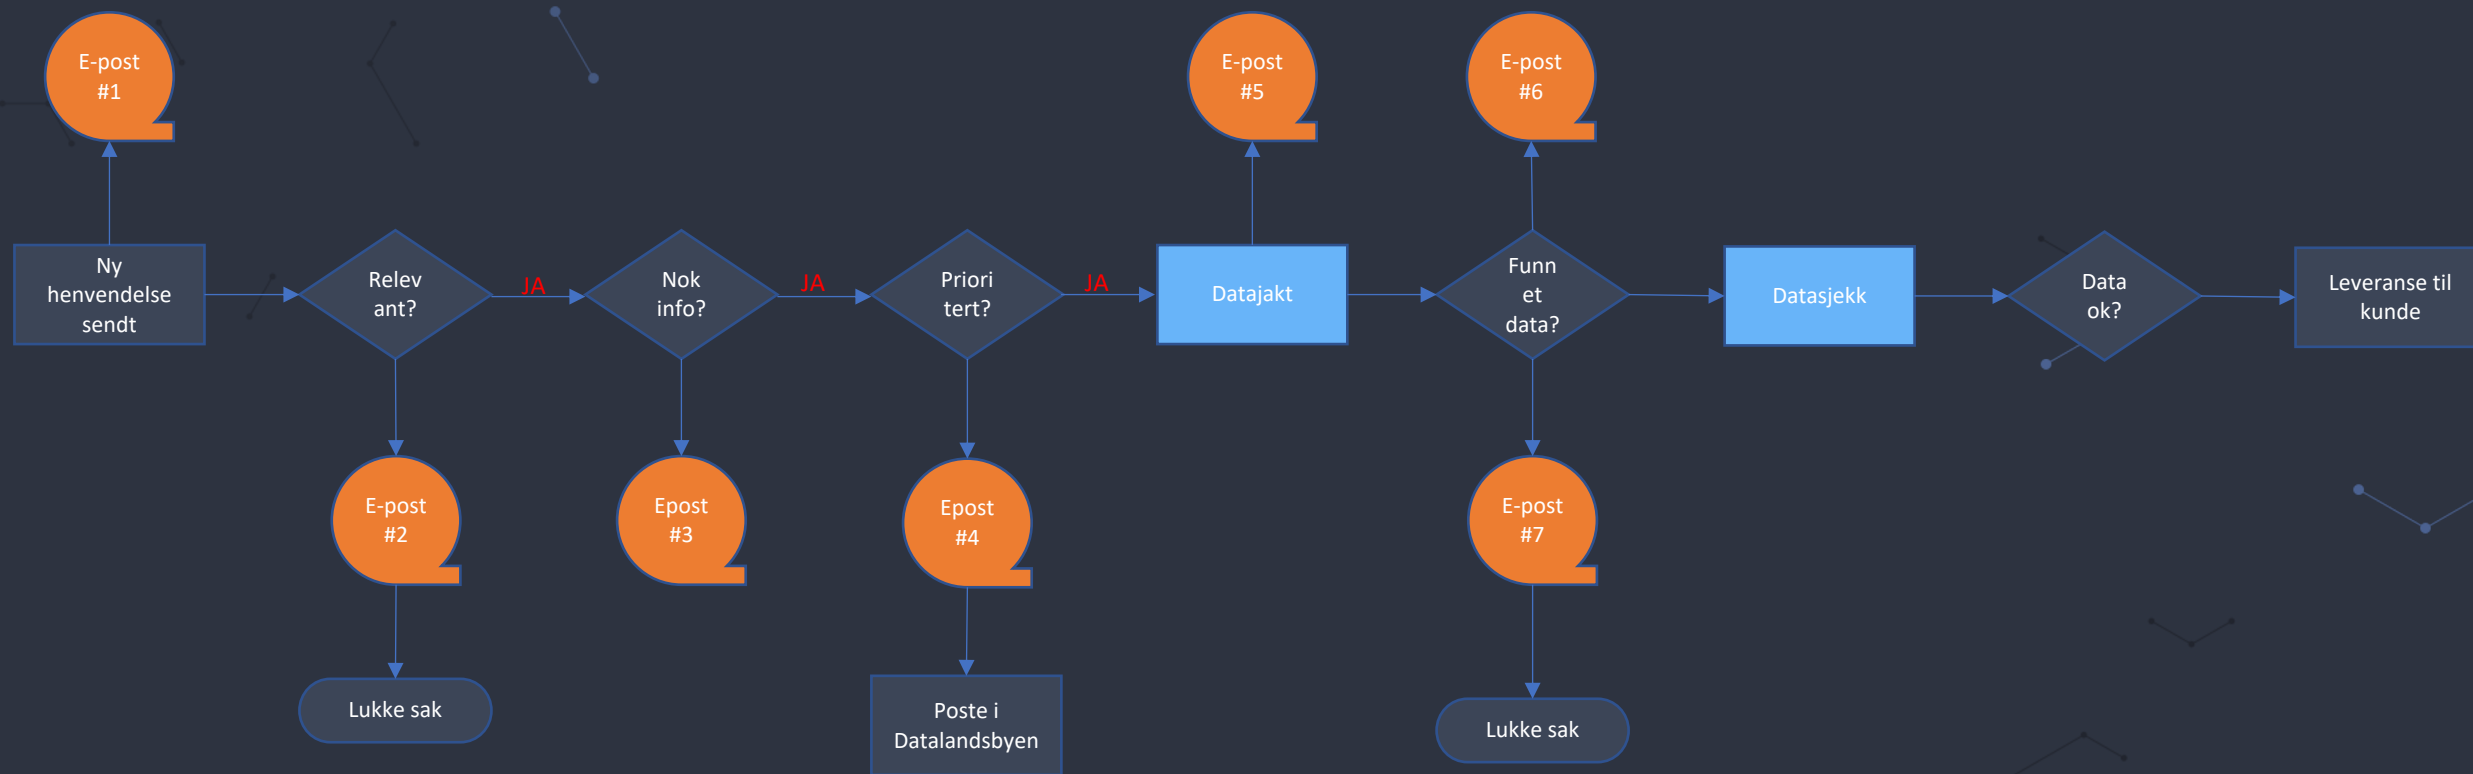 E-post
#1
E-post
#5
E-post
#6
Ny
henvendelse
sendt
Relev
ant?
JA
Nok
info?
JA
Priori
tert?
JA
Datajakt
Funn
et
data?
Datasjekk
Data
ok?
Leveranse til
kunde
E-post
#2
Epost
#3
Epost
#4
E-post
#7
Lukke sak
Poste i
Datalandsbyen
Lukke sak